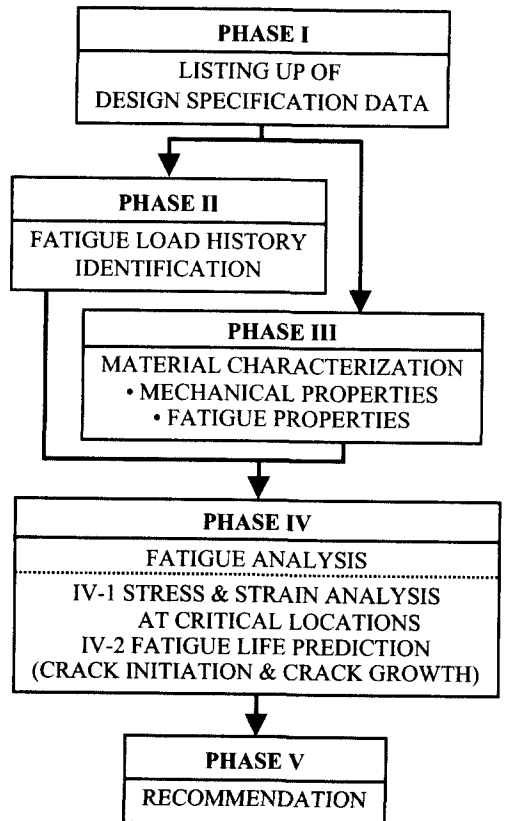 PHASE I
LISTING UP OF
DESIGN SPECIFICATION DATA
PHASE II
FATIGUE LOAD HISTORY
IDENTIFICATION
PHASE III
MATERIAL CHARACTERIZATION
• MECHANICAL PROPERTIES
• FATIGUE PROPERTIES
PHASE IV
FATIGUE ANALYSIS
IV-1 STRESS & STRAIN ANALYSIS
AT CRITICAL LOCATIONS
IV-2 FATIGUE LIFE PREDICTION
(CRACK INITIATION & CRACK GROWTH)
PHASE V
RECOMMENDATION